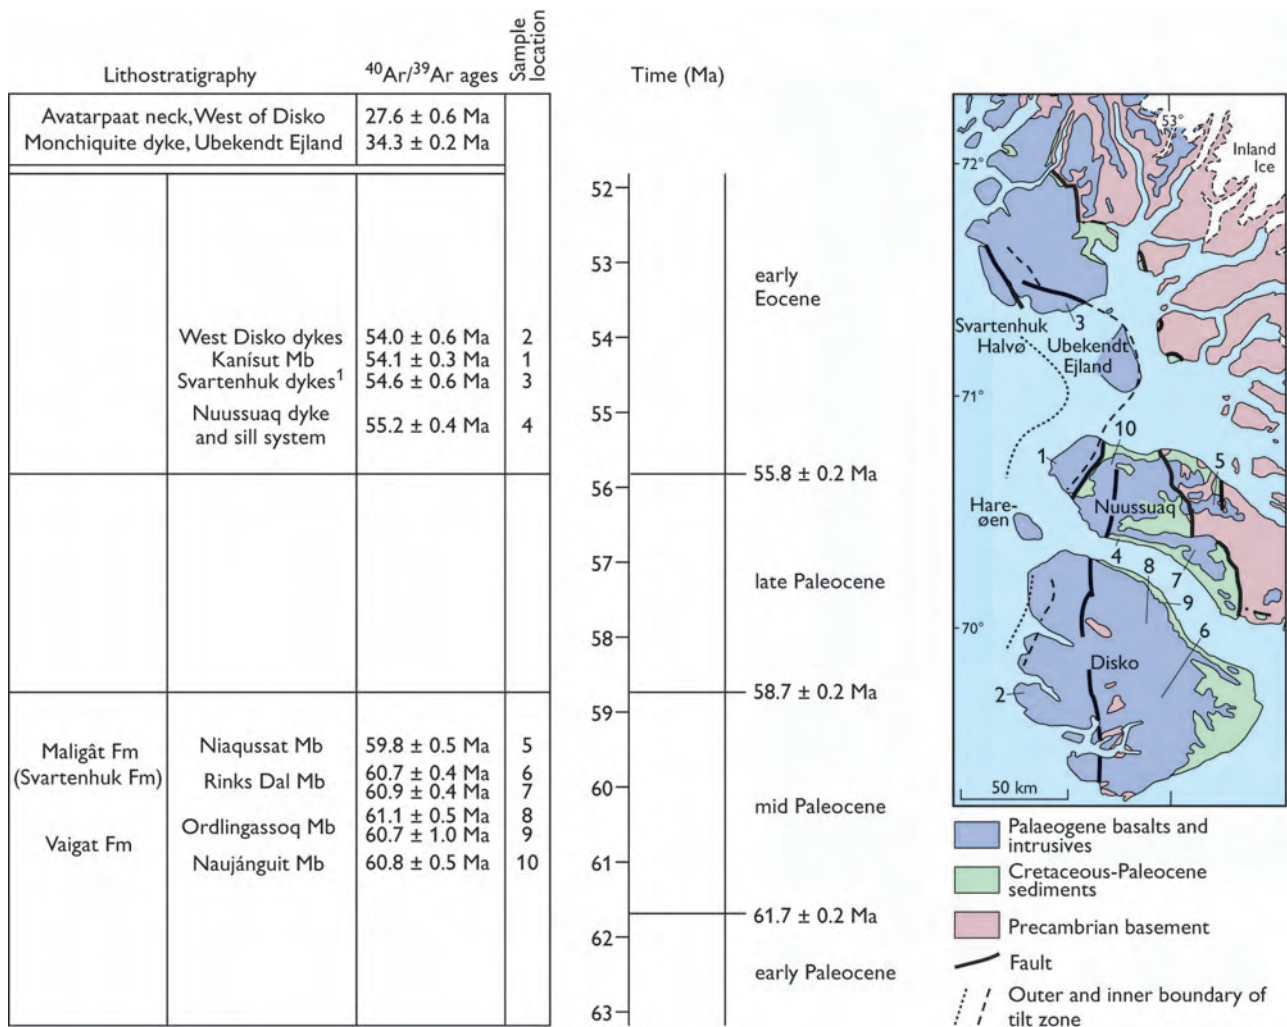 Lithostratigraphy
40Ar/39Ar ages
Sample
location
Avatarpaat neck, West of Disko
27.6 ± 0.6 Ma
Monchiquite dyke, Ubekendt Ejland
34.3 ± 0.2 Ma
West Disko dykes
54.0 ± 0.6 Ma
2
Kanísut Mb
54.1 ± 0.3 Ma
1
Svartenhuk dykes1
54.6 ± 0.6 Ma
3
Nuussuaq dyke
and sill system
55.2 ± 0.4 Ma
4
Maligât Fm
(Svartenhuk Fm)
Niaqussat Mb
59.8 ± 0.5 Ma
5
Rinks Dal Mb
60.7 ± 0.4 Ma
6
60.9 ± 0.4 Ma
7
Vaigat Fm
Ordlingassoq Mb
61.1 ± 0.5 Ma
8
60.7 ± 1.0 Ma
9
Naujánguit Mb
60.8 ± 0.5 Ma
10
Time (Ma)
52
53
54
55
56
57
58
59
60
61
62
63
early
Eocene
55.8 ± 0.2 Ma
late Paleocene
58.7 ± 0.2 Ma
mid Paleocene
61.7 ± 0.2 Ma
early Paleocene
53°
72°
Inland
Ice
3
Svartenhuk
Halvø
Ubekendt
Ejland
71°
10
1
5
Hare-
øen
Nuussuaq
4
8
7
9
70°
6
Disko
2
50 km
Palaeogene basalts and
intrusives
Cretaceous-Paleocene
sediments
Precambrian basement
Fault
Outer and inner boundary of
tilt zone